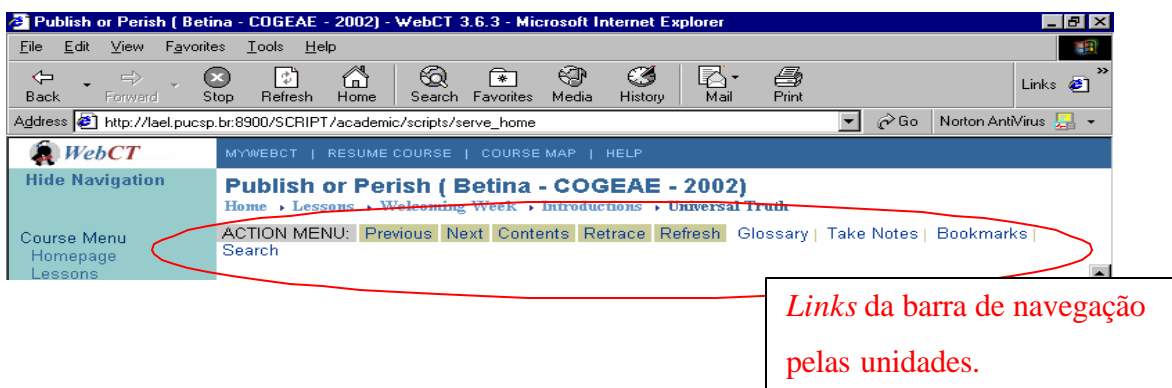 Publish or Perish ( Betina - COGEAE - 2002) - WebCT 3.6.3 - Microsoft Internet Explorer
File Edit View Favorites Tools Help
Back Forward Stop Refresh Home Search Favorites Media History Mail Print Links »
Address http://lael.pucsp.br:8900/SCRIPT/academic/scripts/serve_home Go Norton AntiVirus
WebCT MYWEBCT | RESUME COURSE | COURSE MAP | HELP
Hide Navigation
Publish or Perish ( Betina - COGEAE - 2002)
Home Lessons Welcoming Week Introductions Universal Truth
ACTION MENU: Previous Next Contents Retrace Refresh Glossary | Take Notes | Bookmarks |
Search
Course Menu
Homepage
Lessons
Links da barra de navegação
pelas unidades.